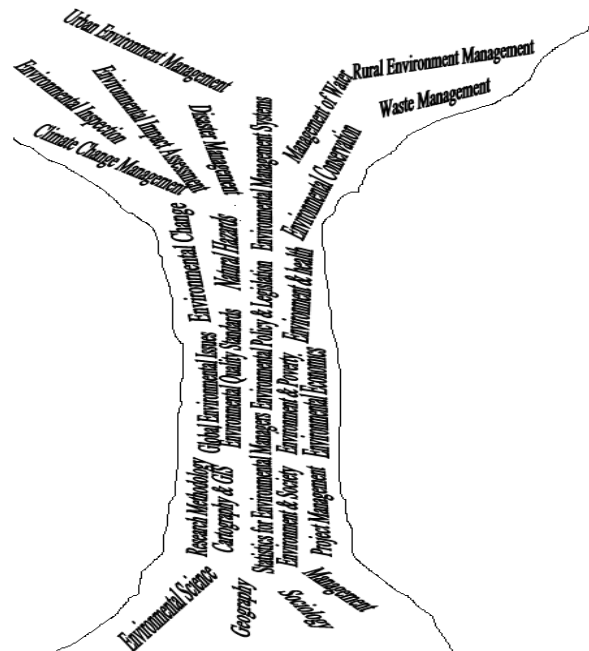 Urban Environment Management
Environmental Inspection
Environmental Impact Assessment
Climate Change Management
Disaster Management
Environmental Management Systems
Management of Water,
Rural Environment Management
Waste Management
Environmental Conservation
Environmental Change
Natural Hazards
Environmental Policy & Legislation
Environment & health
Global Environmental Issues
Environmental Quality Standards
Statistics for Environmental Managers
Environment & Poverty,
Environmental Economics
Research Methodology
Cartography & GIS
Environment & Society
Project Management
Environmental Science
Geography
Sociology
Management